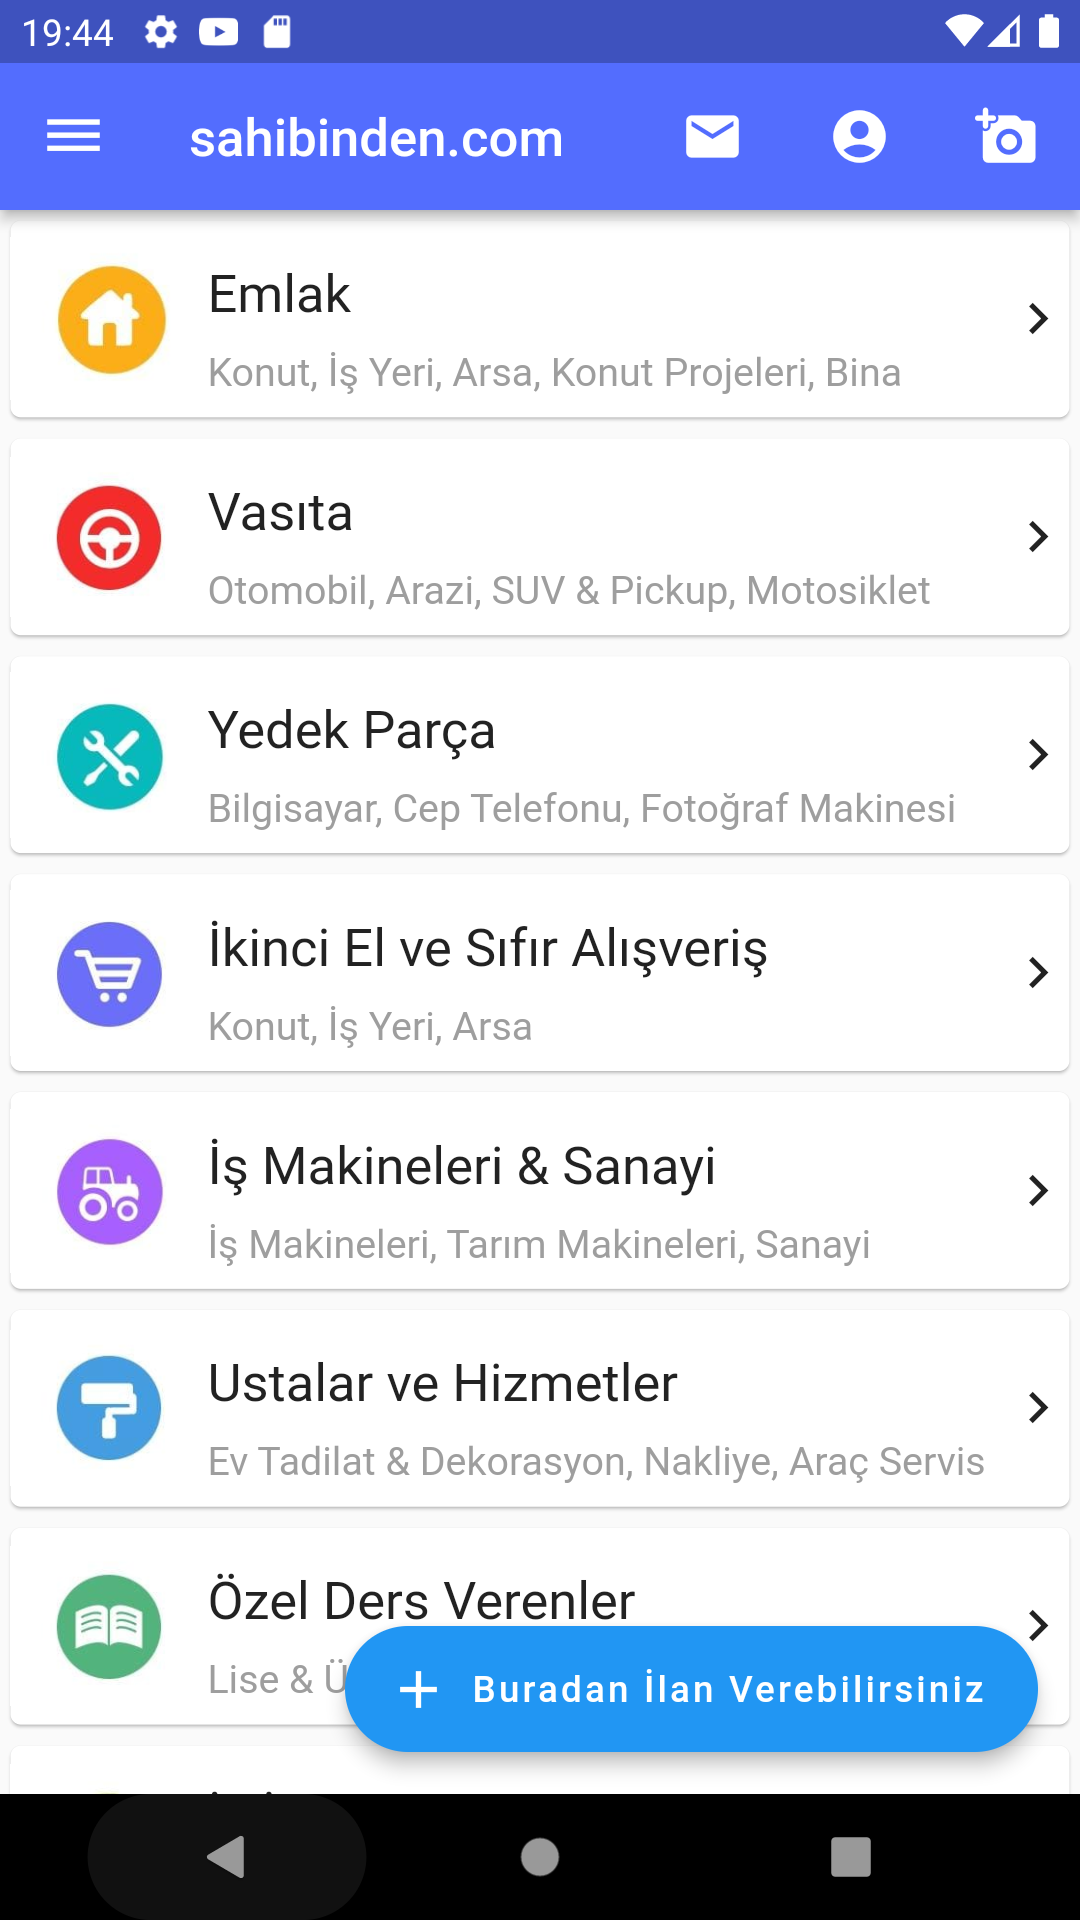 19:44
sahibinden.com
Emlak
Konut, İş Yeri, Arsa, Konut Projeleri, Bina
Vasıta
Otomobil, Arazi, SUV & Pickup, Motosiklet
Yedek Parça
Bilgisayar, Cep Telefonu, Fotoğraf Makinesi
İkinci El ve Sıfır Alışveriş
Konut, İş Yeri, Arsa
İş Makineleri & Sanayi
İş Makineleri, Tarım Makineleri, Sanayi
Ustalar ve Hizmetler
Ev Tadilat & Dekorasyon, Nakliye, Araç Servis
Özel Ders Verenler
Lise & Ü
Buradan İlan Verebilirsiniz